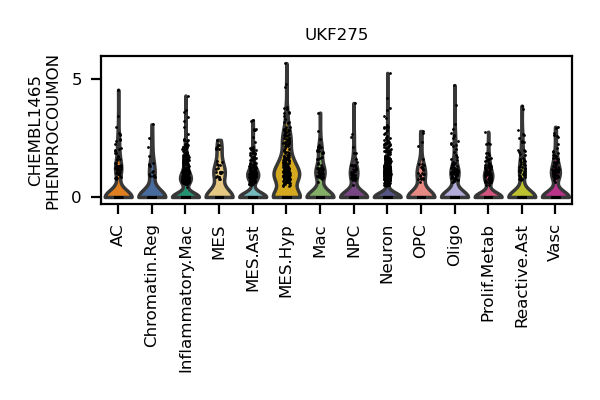 UKF275
CHEMBL1465
PHENPROCOUMON
5
0
AC
Chromatin.Reg
Inflammatory.Mac
MES
MES.Ast
MES.Hyp
Mac
NPC
Neuron
OPC
Oligo
Prolif.Metab
Reactive.Ast
Vasc